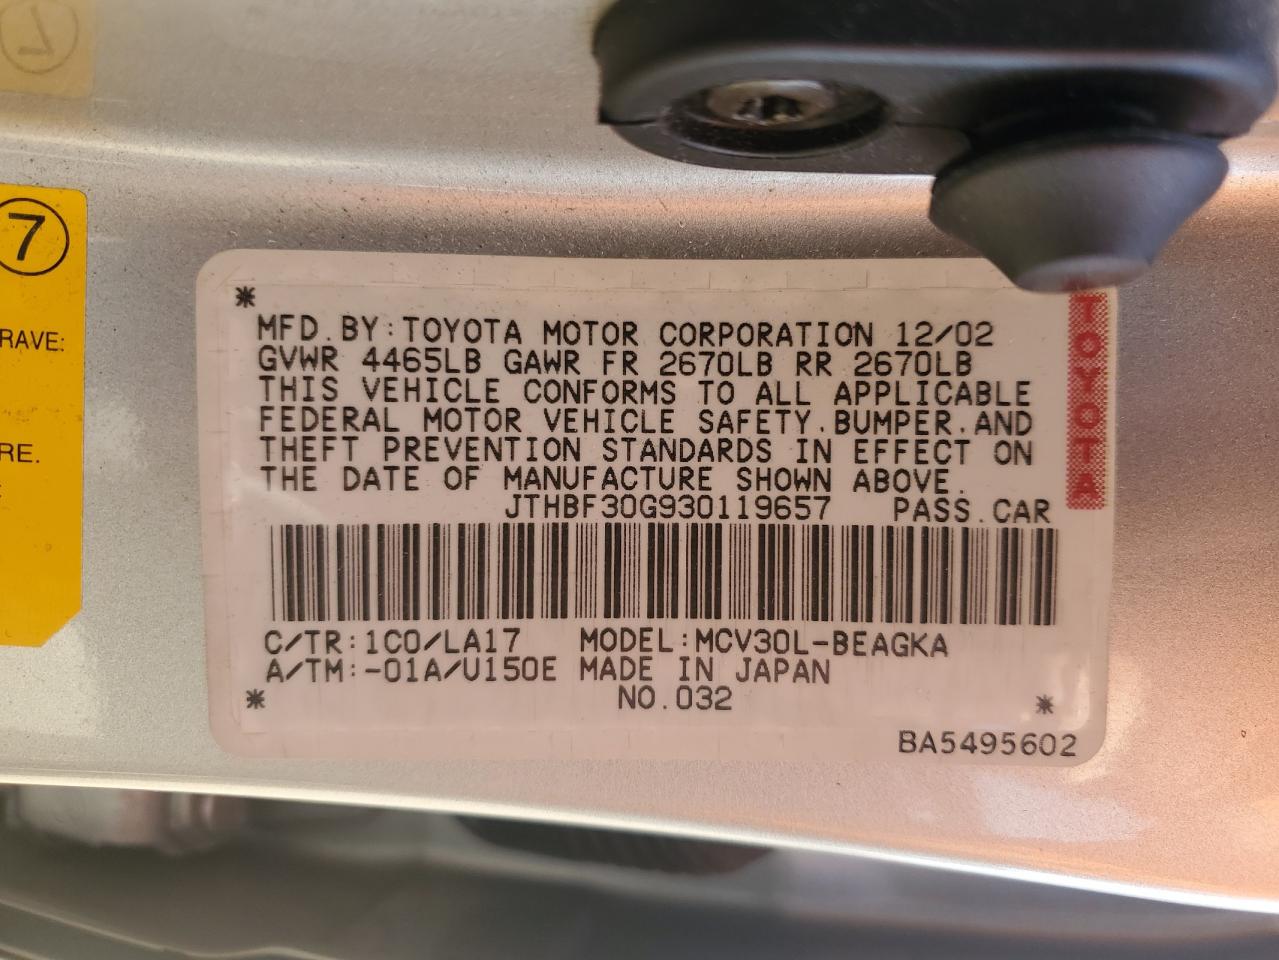 7
RAVE:
RE.
MFD.BY:TOYOTA MOTOR CORPORATION 12/02
GVWR 4465LB GAWR FR 2670LB RR 2670LB
THIS VEHICLE CONFORMS TO ALL APPLICABLE
FEDERAL MOTOR VEHICLE SAFETY.BUMPER.AND
THEFT PREVENTION STANDARDS IN EFFECT ON
THE DATE OF MANUFACTURE SHOWN ABOVE.
JTHBF30G930119657 PASS.CAR
C/TR:1C0/LA17 MODEL:MCV30L-BEAGKA
A/TM:-01A/U150E MADE IN JAPAN
NO.032
BA5495602
TOYOTA